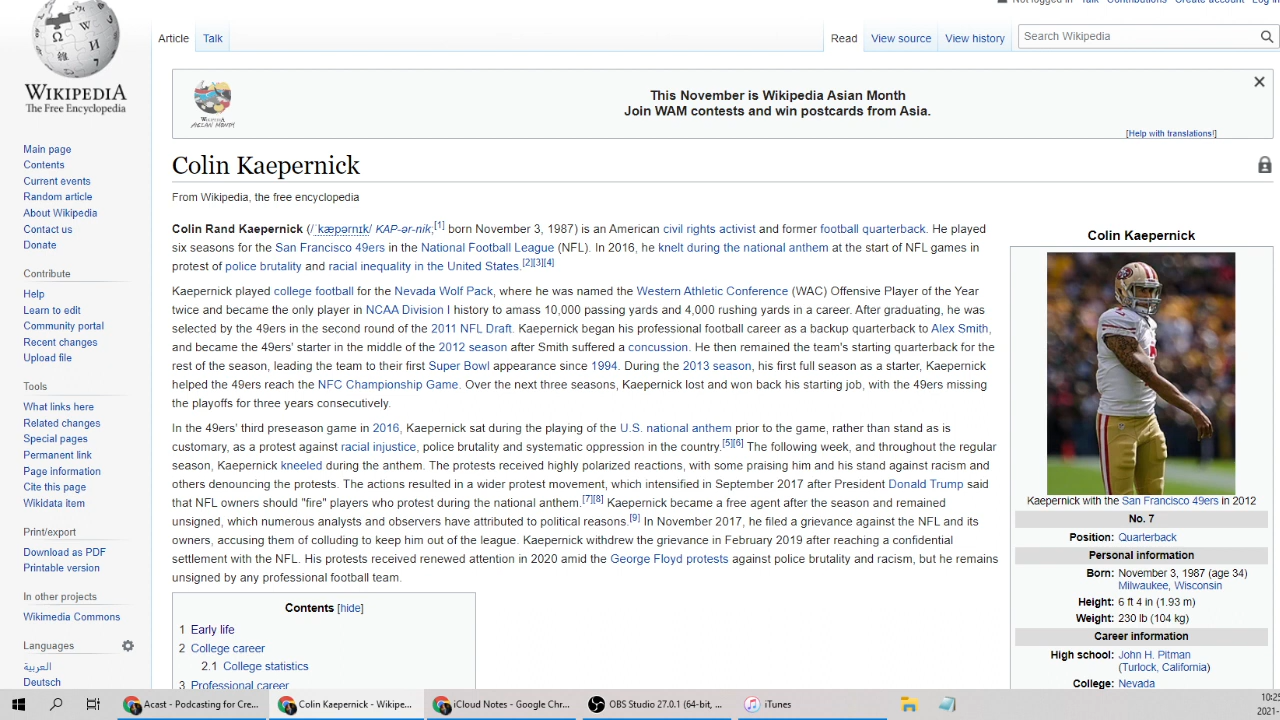 Not logged in Talk Contributions Create account Log in
WIKIPEDIA
The Free Encyclopedia
Article Talk
Read View source View history Search Wikipedia
WIKIPEDIA
ASIAN MONTH
This November is Wikipedia Asian Month
Join WAM contests and win postcards from Asia.
[Help with translations!]
Main page
Contents
Current events
Random article
About Wikipedia
Contact us
Donate
Contribute
Help
Learn to edit
Community portal
Recent changes
Upload file
Tools
What links here
Related changes
Special pages
Permanent link
Page information
Cite this page
Wikidata item
Print/export
Download as PDF
Printable version
In other projects
Wikimedia Commons
Languages
العربية
Deutsch
Colin Kaepernick
From Wikipedia, the free encyclopedia
Colin Rand Kaepernick (/ˈkæpərnɪk/ KAP-ər-nik;[1] born November 3, 1987) is an American civil rights activist and former football quarterback. He played
six seasons for the San Francisco 49ers in the National Football League (NFL). In 2016, he knelt during the national anthem at the start of NFL games in
protest of police brutality and racial inequality in the United States.[2][3][4]
Kaepernick played college football for the Nevada Wolf Pack, where he was named the Western Athletic Conference (WAC) Offensive Player of the Year
twice and became the only player in NCAA Division I history to amass 10,000 passing yards and 4,000 rushing yards in a career. After graduating, he was
selected by the 49ers in the second round of the 2011 NFL Draft. Kaepernick began his professional football career as a backup quarterback to Alex Smith,
and became the 49ers' starter in the middle of the 2012 season after Smith suffered a concussion. He then remained the team's starting quarterback for the
rest of the season, leading the team to their first Super Bowl appearance since 1994. During the 2013 season, his first full season as a starter, Kaepernick
helped the 49ers reach the NFC Championship Game. Over the next three seasons, Kaepernick lost and won back his starting job, with the 49ers missing
the playoffs for three years consecutively.
In the 49ers' third preseason game in 2016, Kaepernick sat during the playing of the U.S. national anthem prior to the game, rather than stand as is
customary, as a protest against racial injustice, police brutality and systematic oppression in the country.[5][6] The following week, and throughout the regular
season, Kaepernick kneeled during the anthem. The protests received highly polarized reactions, with some praising him and his stand against racism and
others denouncing the protests. The actions resulted in a wider protest movement, which intensified in September 2017 after President Donald Trump said
that NFL owners should "fire" players who protest during the national anthem.[7][8] Kaepernick became a free agent after the season and remained
unsigned, which numerous analysts and observers have attributed to political reasons.[9] In November 2017, he filed a grievance against the NFL and its
owners, accusing them of colluding to keep him out of the league. Kaepernick withdrew the grievance in February 2019 after reaching a confidential
settlement with the NFL. His protests received renewed attention in 2020 amid the George Floyd protests against police brutality and racism, but he remains
unsigned by any professional football team.
Contents [hide]
1 Early life
2 College career
2.1 College statistics
3 Professional career
Colin Kaepernick
Kaepernick with the San Francisco 49ers in 2012
No. 7
Position: Quarterback
Personal information
Born: November 3, 1987 (age 34)
Milwaukee, Wisconsin
Height: 6 ft 4 in (1.93 m)
Weight: 230 lb (104 kg)
Career information
High school: John H. Pitman
(Turlock, California)
College: Nevada
Acast - Podcasting for Cre... Colin Kaepernick - Wikipe... iCloud Notes - Google Chr... OBS Studio 27.0.1 (64-bit, ... iTunes
10:25
2021-